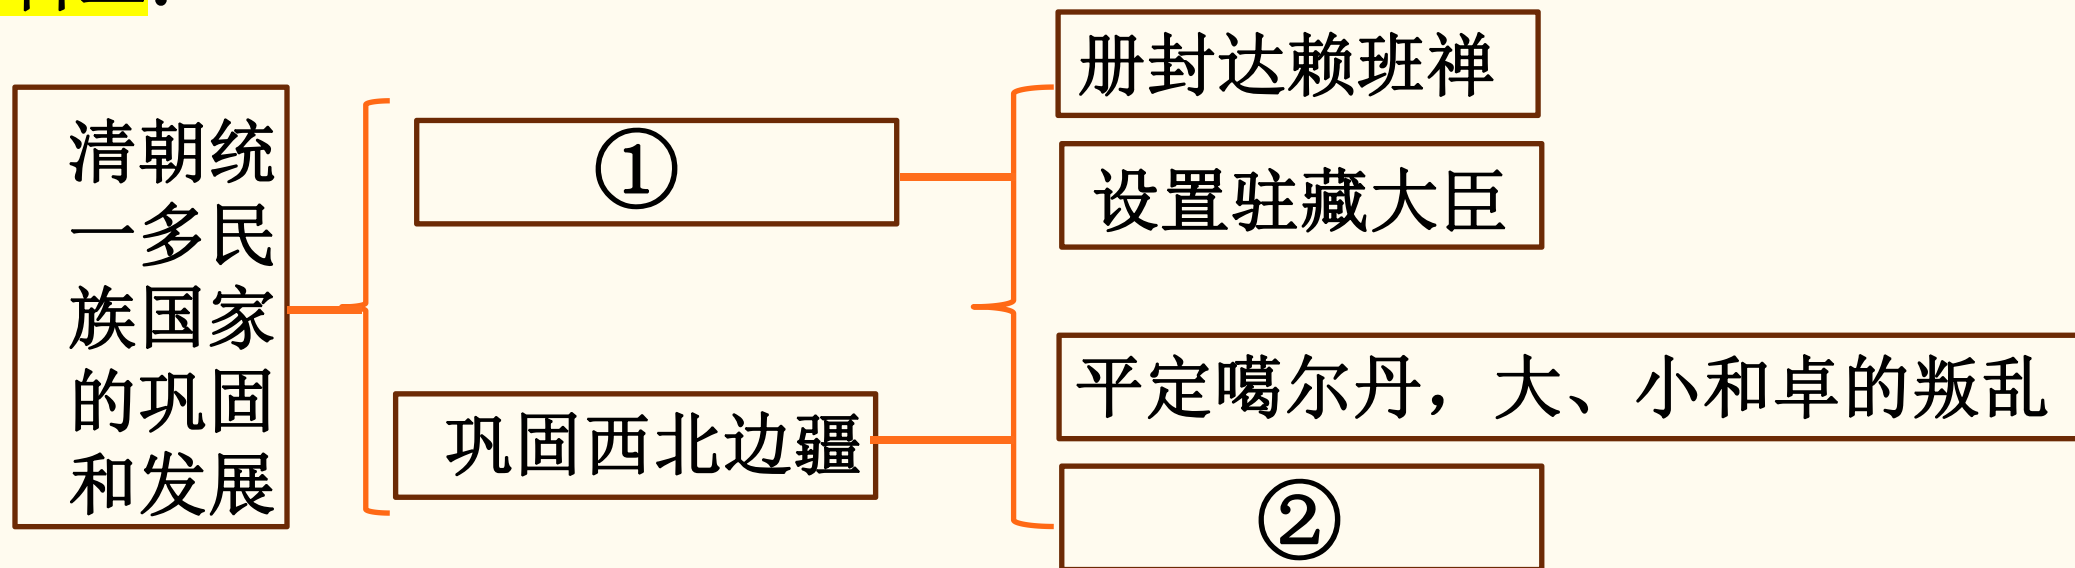 清朝统
一多民
族国家
的巩固
和发展
①
巩固西北边疆
册封达赖班禅
设置驻藏大臣
平定噶尔丹，大、小和卓的叛乱
②